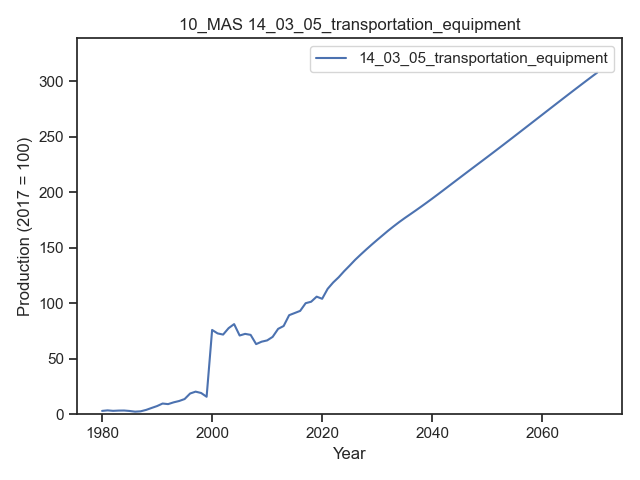 10_MAS 14_03_05_transportation_equipment
14_03_05_transportation_equipment
Production (2017 = 100)
300
250
200
150
100
50
0
1980 2000 2020 2040 2060
Year